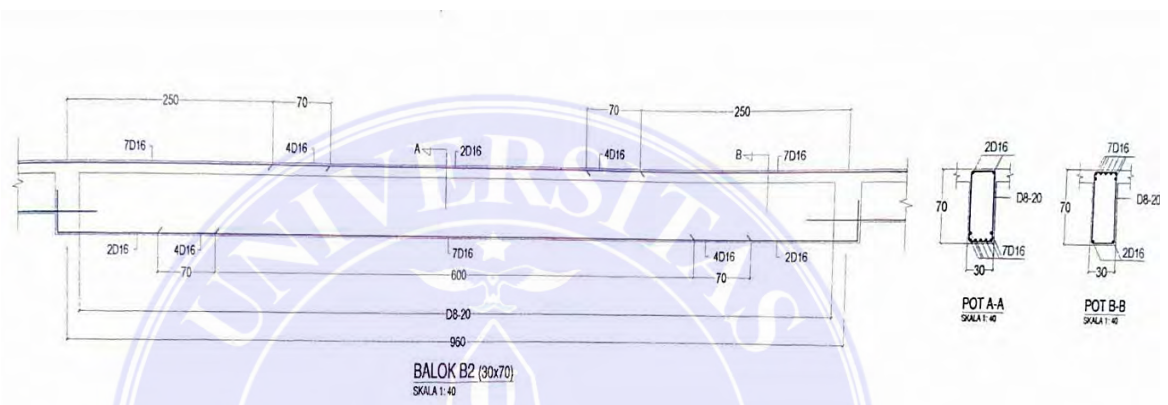 250
70
70
250
7D16
4D16
A
2D16
4D16
B
7D16
2D16
4D16
7D16
4D16
2D16
70
600
70
D8-20
960
BALOK B2 (30x70)
SKALA 1: 40
2D16
70
D8-20
7D16
30
POT A-A
SKALA 1: 40
7D16
70
D8-20
2D16
30
POT B-B
SKALA 1: 40
UNIVERSITAS